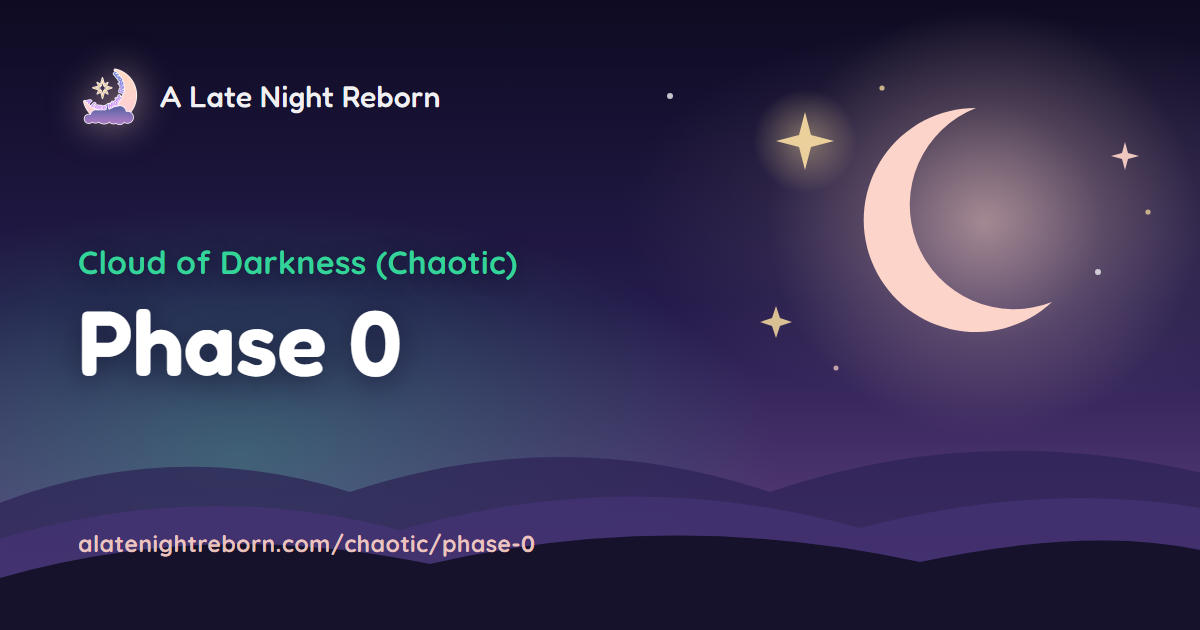 A Late Night Reborn
Cloud of Darkness (Chaotic)
Phase 0
alatenightreborn.com/chaotic/phase-0